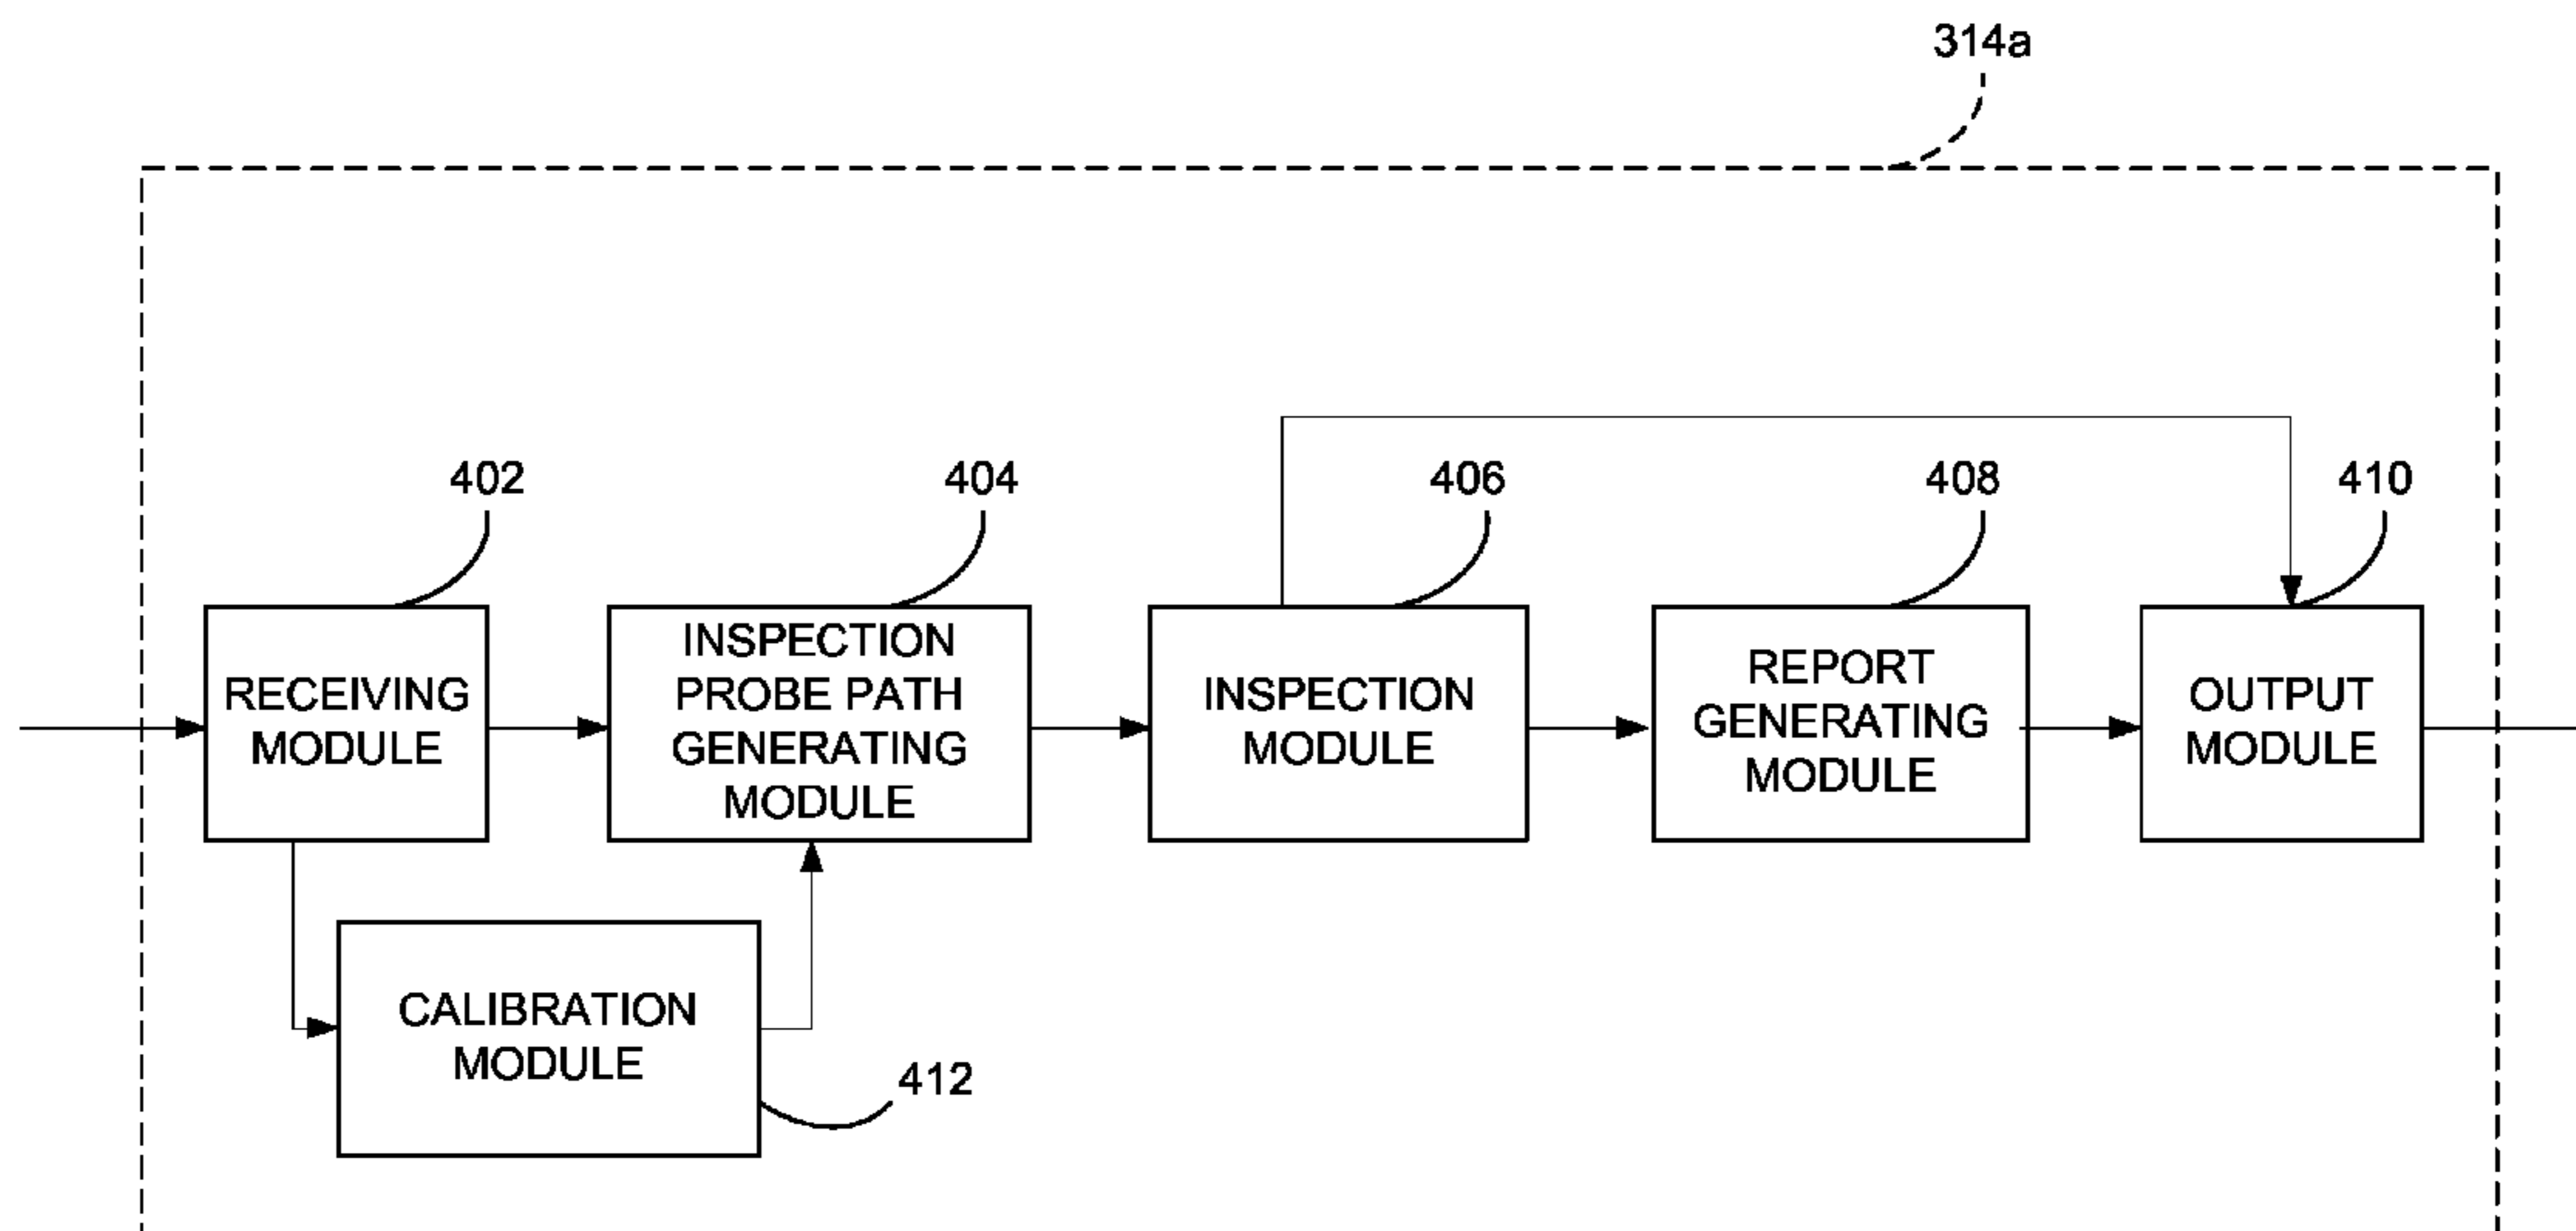 314a
402
404
406
408
410
RECEIVING
MODULE
INSPECTION
PROBE PATH
GENERATING
MODULE
INSPECTION
MODULE
REPORT
GENERATING
MODULE
OUTPUT
MODULE
CALIBRATION
MODULE
412